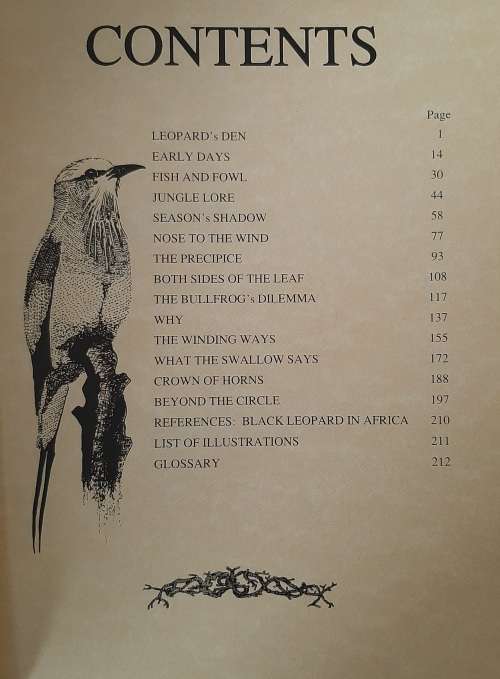 CONTENTS
Page
LEOPARD's DEN 1
EARLY DAYS 14
FISH AND FOWL 30
JUNGLE LORE 44
SEASON's SHADOW 58
NOSE TO THE WIND 77
THE PRECIPICE 93
BOTH SIDES OF THE LEAF 108
THE BULLFROG's DILEMMA 117
WHY 137
THE WINDING WAYS 155
WHAT THE SWALLOW SAYS 172
CROWN OF HORNS 188
BEYOND THE CIRCLE 197
REFERENCES: BLACK LEOPARD IN AFRICA 210
LIST OF ILLUSTRATIONS 211
GLOSSARY 212